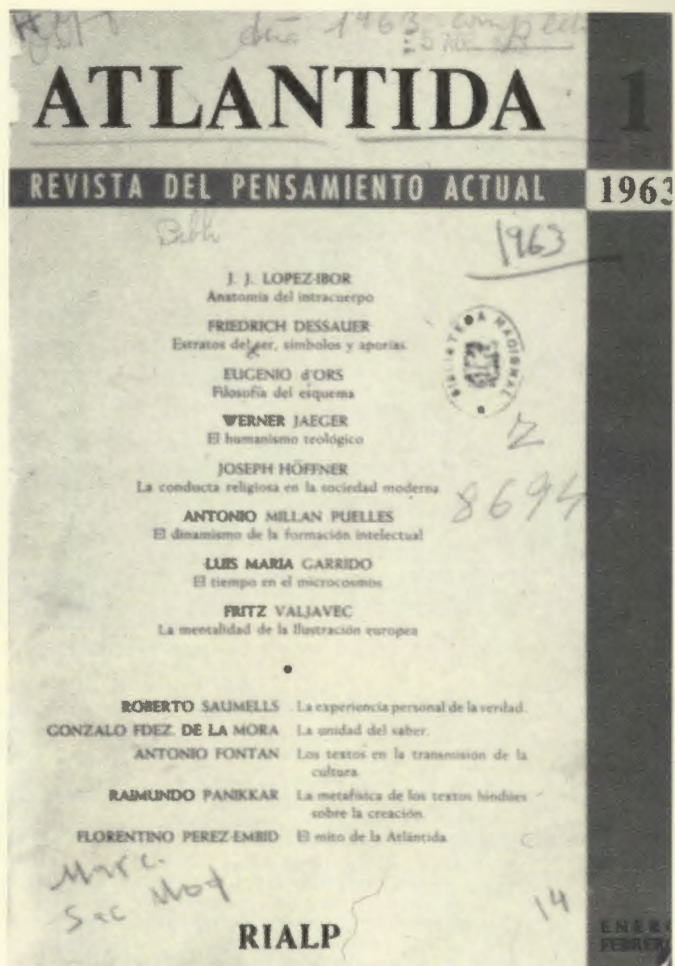 año 1963 completo
ATLANTIDA 1
REVISTA DEL PENSAMIENTO ACTUAL 1963
1963
J. J. LOPEZ-IBOR
Anatomía del intracuerpo
FRIEDRICH DESSAUER
Estratos del ser, símbolos y aporías.
EUGENIO d'ORS
Filosofía del esquema
WERNER JAEGER
El humanismo teológico
JOSEPH HÖFFNER
La conducta religiosa en la sociedad moderna
ANTONIO MILLAN PUELLES
El dinamismo de la formación intelectual
LUIS MARIA GARRIDO
El tiempo en el microcosmos
FRITZ VALJAVEC
La mentalidad de la Ilustración europea
BIBLIOTECA NACIONAL
Z
8694
ROBERTO SAUMELLS La experiencia personal de la verdad.
GONZALO FDEZ. DE LA MORA La unidad del saber.
ANTONIO FONTAN Los textos en la transmisión de la
cultura.
RAIMUNDO PANIKKAR La metafísica de los textos hindúes
sobre la creación.
FLORENTINO PEREZ-EMBID El mito de la Atlántida.
14
RIALP
ENERO
FEBRERO